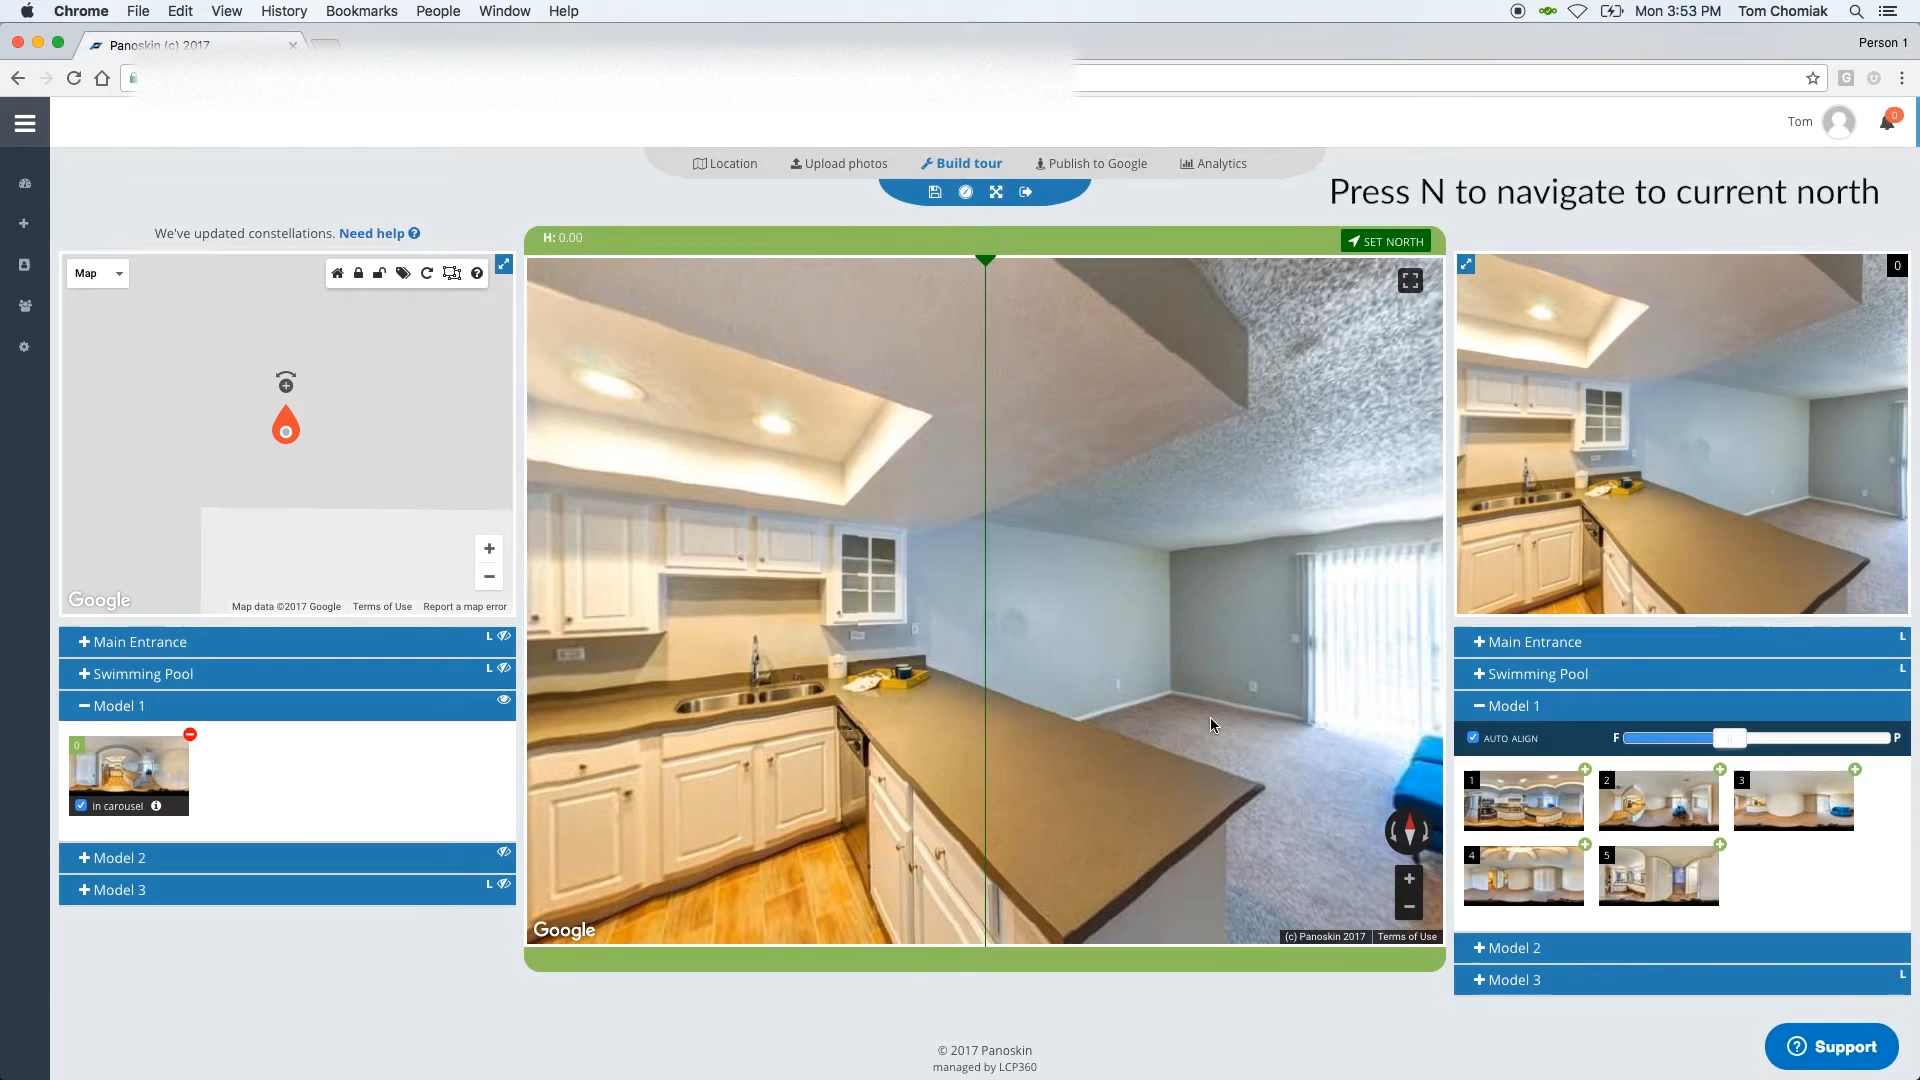 Chrome File Edit View History Bookmarks People Window Help Mon 3:53 PM Tom Chomiak
Panoskin (c) 2017
Person 1
Tom
0
Location Upload photos Build tour Publish to Google Analytics
Press N to navigate to current north
We've updated constellations. Need help
H: 0.00
SET NORTH
Map
0
Google
Map data ©2017 Google Terms of Use Report a map error
Main Entrance L
Swimming Pool L
Model 1
0
in carousel
Model 2
Model 3 L
Google
(c) Panoskin 2017 Terms of Use
Main Entrance L
Swimming Pool L
Model 1
AUTO ALIGN F P
1 2 3
4 5
Model 2
Model 3 L
© 2017 Panoskin
managed by LCP360
Support